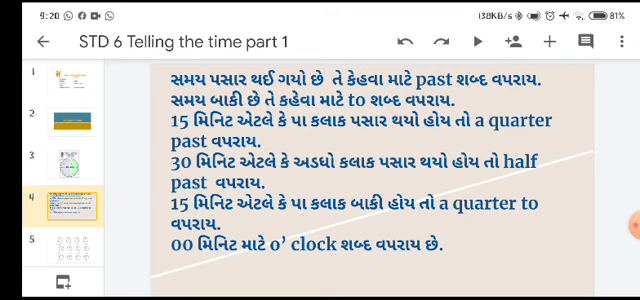 9:20
138KB/s
81%
STD 6 Telling the time part 1
1
2
3
4
5
સમય પસાર થઈ ગયો છે તે કેહવા માટે past શબ્દ વપરાય.
સમય બાકી છે તે કહેવા માટે to શબ્દ વપરાય.
15 મિનિટ એટલે કે પા કલાક પસાર થયો હોય તો a quarter
past વપરાય.
30 મિનિટ એટલે કે અડધો કલાક પસાર થયો હોય તો half
past વપરાય.
15 મિનિટ એટલે કે પા કલાક બાકી હોય તો a quarter to
વપરાય.
00 મિનિટ માટે o' clock શબ્દ વપરાય છે.